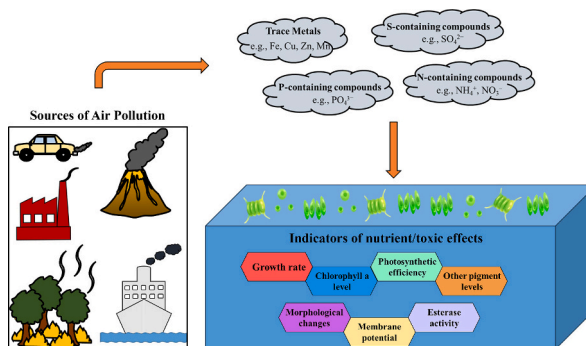 Trace Metals
e.g., Fe, Cu, Zn, Mn
S-containing compounds
e.g., SO₄²⁻
P-containing compounds
e.g., PO₄³⁻
N-containing compounds
e.g., NH₄⁺, NO₃⁻
Sources of Air Pollution
Indicators of nutrient/toxic effects
Growth rate
Chlorophyll a
level
Photosynthetic
efficiency
Other pigment
levels
Morphological
changes
Membrane
potential
Esterase
activity